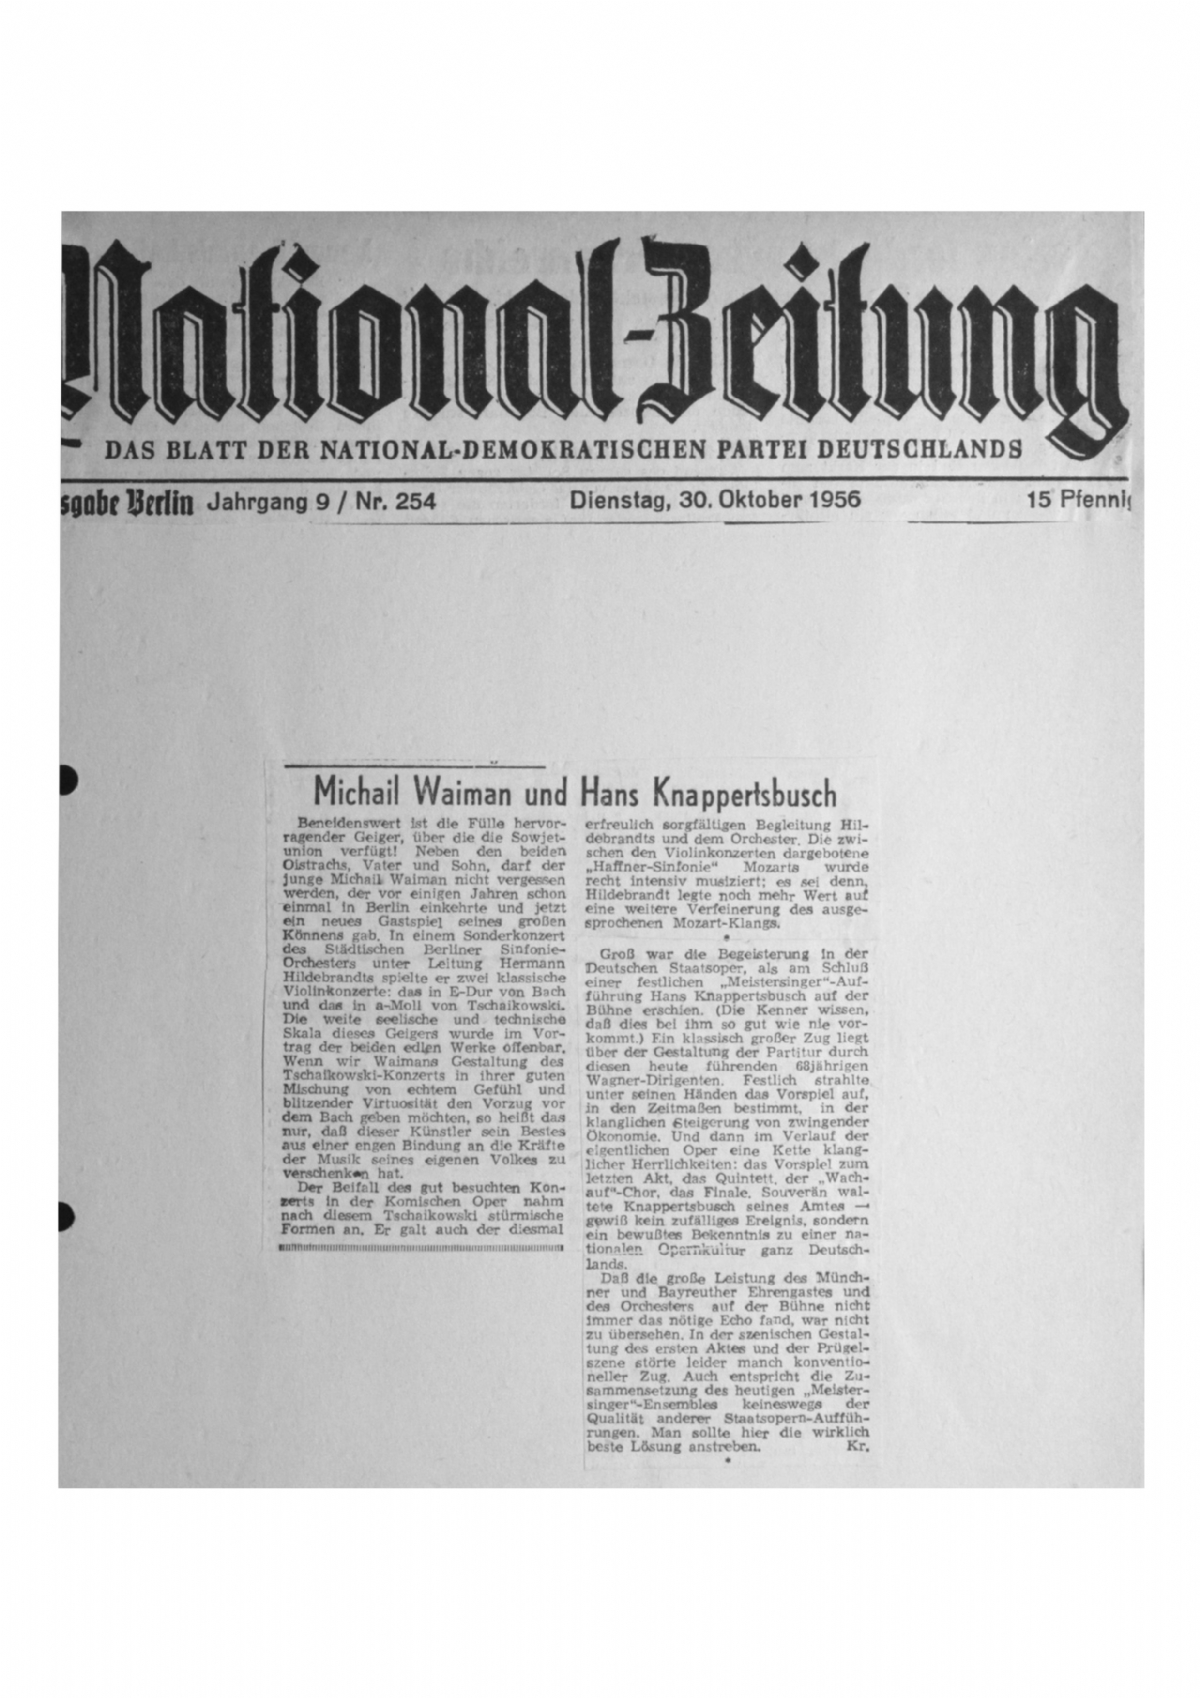 National-Zeitung
DAS BLATT DER NATIONAL-DEMOKRATISCHEN PARTEI DEUTSCHLANDS
sgabe Berlin Jahrgang 9 / Nr. 254 Dienstag, 30. Oktober 1956 15 Pfennig
Michail Waiman und Hans Knappertsbusch
Beneidenswert ist die Fülle hervor-
ragender Geiger, über die die Sowjet-
union verfügt! Neben den beiden
Oistrachs, Vater und Sohn, darf der
junge Michail Waiman nicht vergessen
werden, der vor einigen Jahren schon
einmal in Berlin einkehrte und jetzt
ein neues Gastspiel seines großen
Könnens gab. In einem Sonderkonzert
des Städtischen Berliner Sinfonie-
Orchesters unter Leitung Hermann
Hildebrandts spielte er zwei klassische
Violinkonzerte: das in E-Dur von Bach
und das in a-Moll von Tschaikowski.
Die weite seelische und technische
Skala dieses Geigers wurde im Vor-
trag der beiden edlen Werke offenbar.
Wenn wir Waimans Gestaltung des
Tschaikowski-Konzerts in ihrer guten
Mischung von echtem Gefühl und
blitzender Virtuosität den Vorzug vor
dem Bach geben möchten, so heißt das
nur, daß dieser Künstler sein Bestes
aus einer engen Bindung an die Kräfte
der Musik seines eigenen Volkes zu
verschenken hat.
Der Beifall des gut besuchten Kon-
zerts in der Komischen Oper nahm
nach diesem Tschaikowski stürmische
Formen an. Er galt auch der diesmal
erfreulich sorgfältigen Begleitung Hil-
debrandts und dem Orchester. Die zwi-
schen den Violinkonzerten dargebotene
„Haffner-Sinfonie" Mozarts wurde
recht intensiv musiziert; es sei denn,
Hildebrandt legte noch mehr Wert auf
eine weitere Verfeinerung des ausge-
sprochenen Mozart-Klangs.
*
Groß war die Begeisterung in der
Deutschen Staatsoper, als am Schluß
einer festlichen „Meistersinger"-Auf-
führung Hans Knappertsbusch auf der
Bühne erschien. (Die Kenner wissen,
daß dies bei ihm so gut wie nie vor-
kommt.) Ein klassisch großer Zug liegt
über der Gestaltung der Partitur durch
diesen heute führenden 68jährigen
Wagner-Dirigenten. Festlich strahlte
unter seinen Händen das Vorspiel auf,
in den Zeitmaßen bestimmt, in der
klanglichen Steigerung von zwingender
Ökonomie. Und dann im Verlauf der
eigentlichen Oper eine Kette klang-
licher Herrlichkeiten: das Vorspiel zum
letzten Akt, das Quintett, der „Wach-
auf"-Chor, das Finale. Souverän wal-
tete Knappertsbusch seines Amtes —
gewiß kein zufälliges Ereignis, sondern
ein bewußtes Bekenntnis zu einer na-
tionalen Opernkultur ganz Deutsch-
lands.
Daß die große Leistung des Münch-
ner und Bayreuther Ehrengastes und
des Orchesters auf der Bühne nicht
immer das nötige Echo fand, war nicht
zu übersehen. In der szenischen Gestal-
tung des ersten Aktes und der Prügel-
szene störte leider manch konventio-
neller Zug. Auch entspricht die Zu-
sammensetzung des heutigen „Meister-
singer"-Ensembles keineswegs der
Qualität anderer Staatsopern-Auffüh-
rungen. Man sollte hier die wirklich
beste Lösung anstreben. Kr.
*